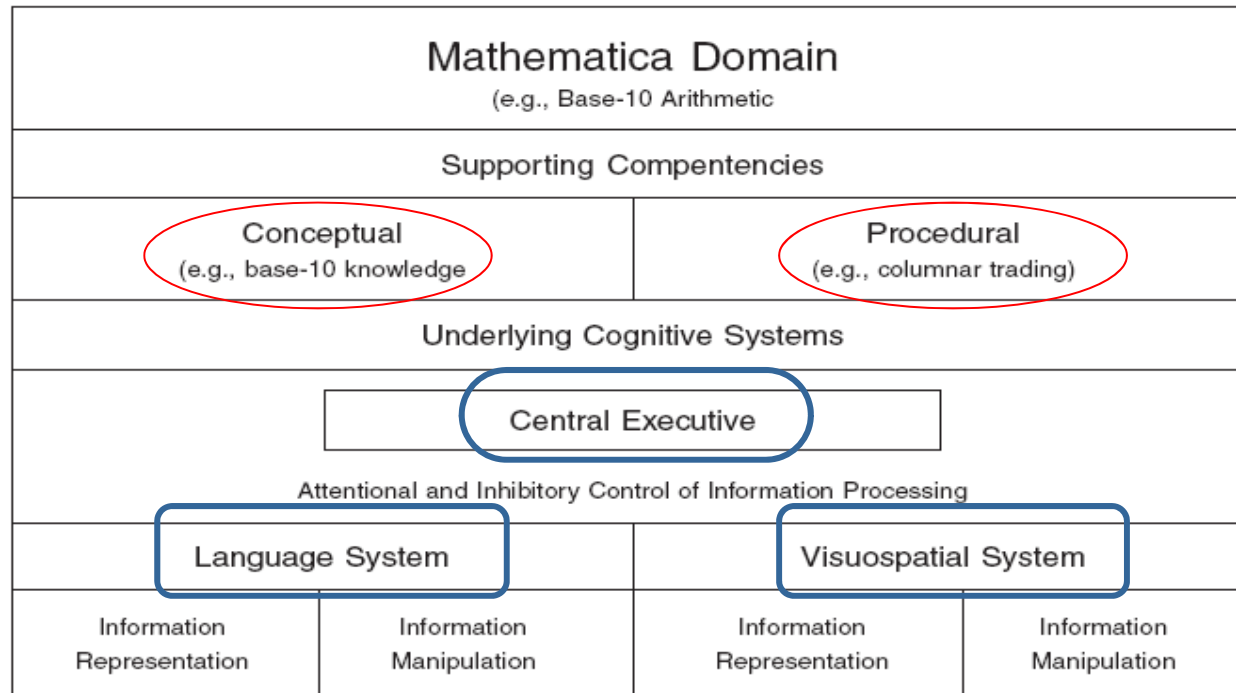 Mathematica Domain
(e.g., Base-10 Arithmetic
Supporting Compentencies
Conceptual
(e.g., base-10 knowledge
Procedural
(e.g., columnar trading)
Underlying Cognitive Systems
Central Executive
Attentional and Inhibitory Control of Information Processing
Language System
Visuospatial System
Information
Representation
Information
Manipulation
Information
Representation
Information
Manipulation